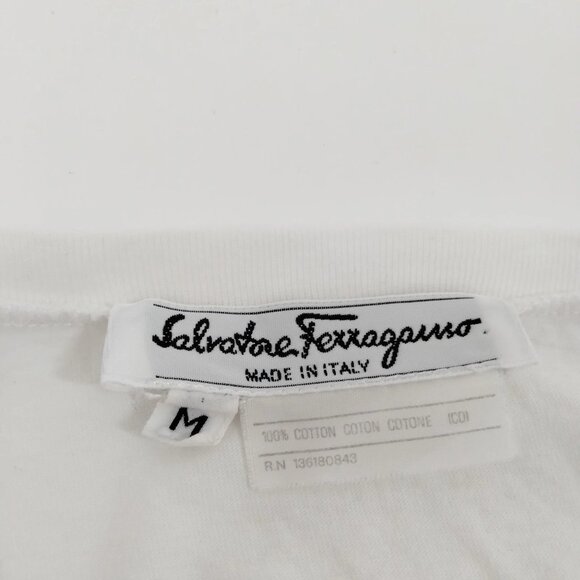 Salvatore Ferragamo
MADE IN ITALY
M
100% COTTON COTON COTONE (CO)
R.N 136180843